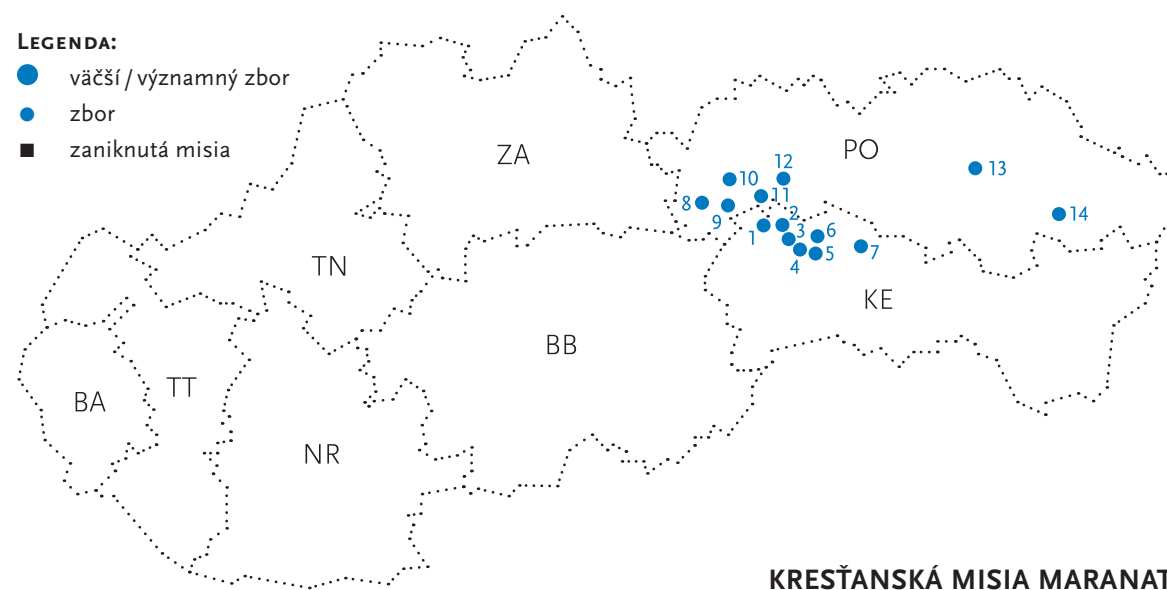 LEGENDA:
väčší / významný zbor
zbor
zaniknutá misia
ZA
PO
12
10
13
11
8
9
2
14
1
3
6
7
5
4
TN
KE
BB
TT
BA
NR
KRESŤANSKÁ MISIA MARANAT